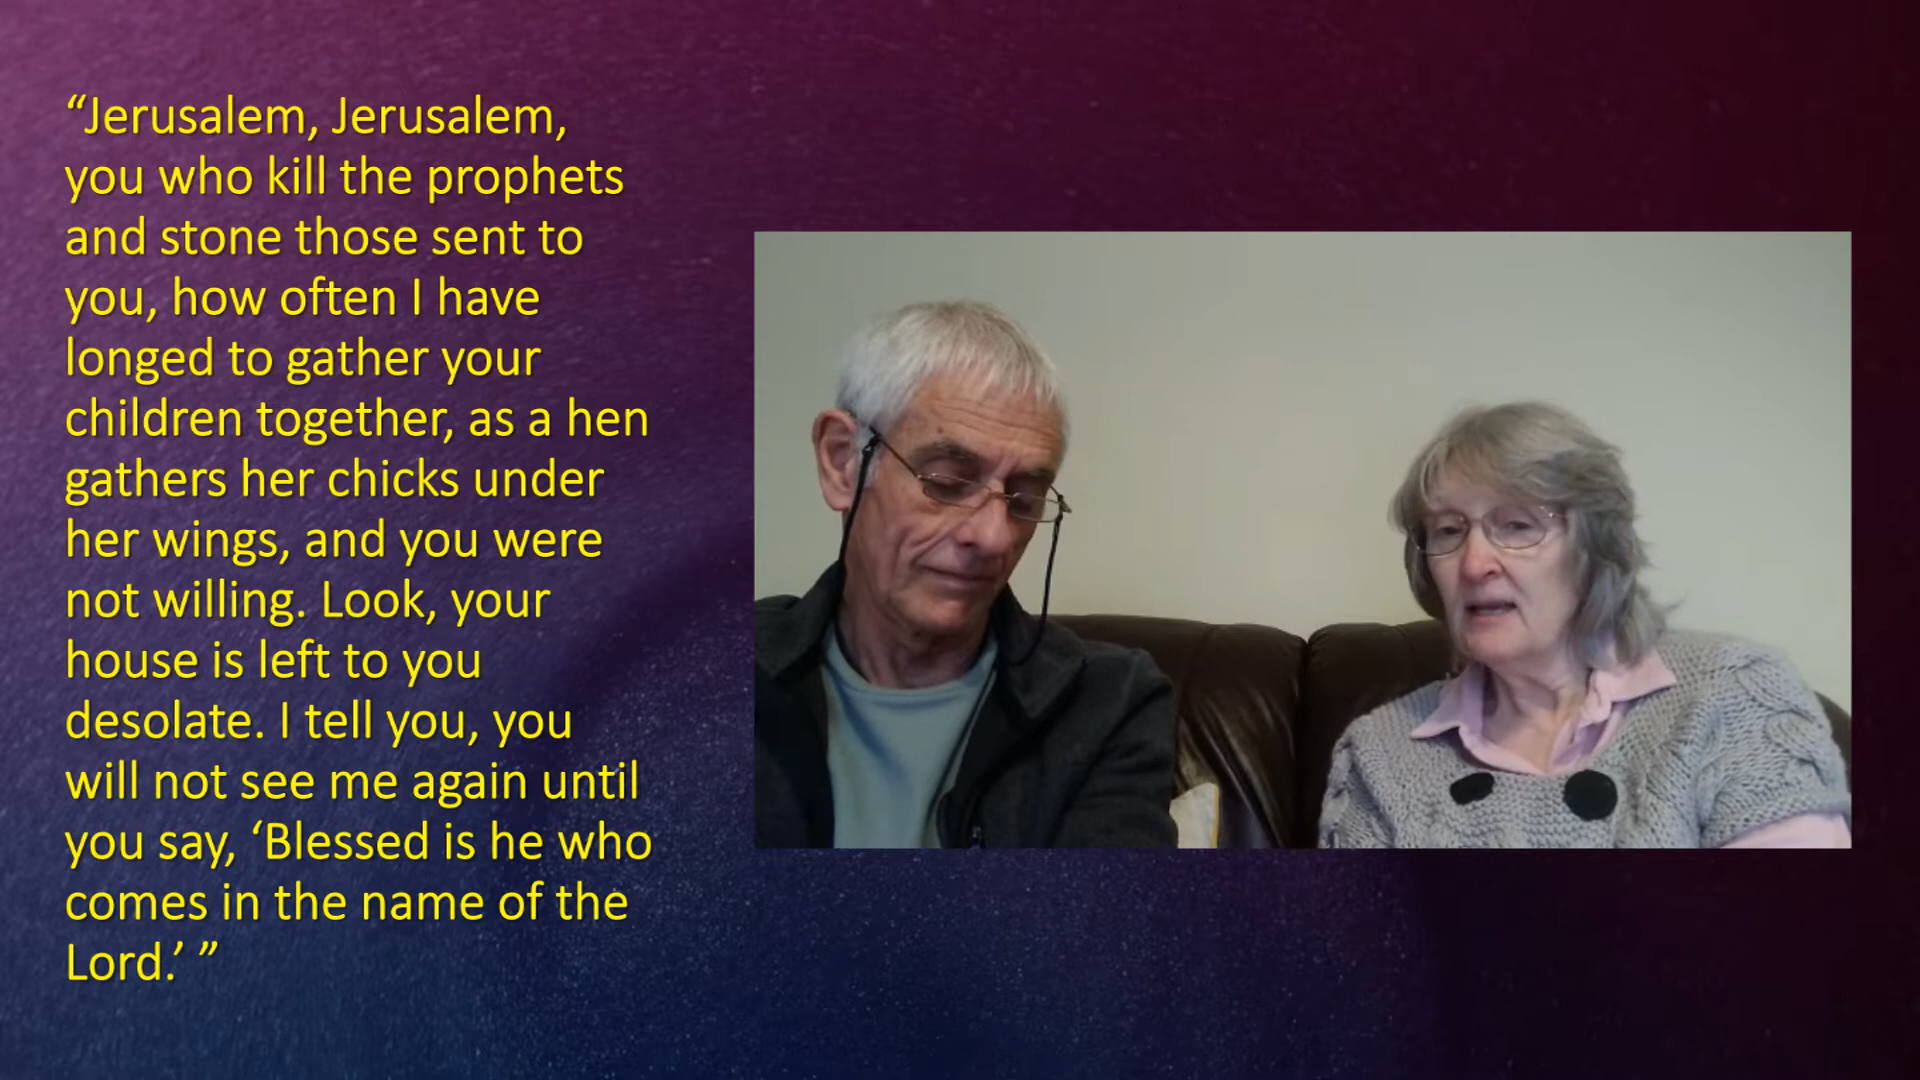 “Jerusalem, Jerusalem,
you who kill the prophets
and stone those sent to
you, how often I have
longed to gather your
children together, as a hen
gathers her chicks under
her wings, and you were
not willing. Look, your
house is left to you
desolate. I tell you, you
will not see me again until
you say, ‘Blessed is he who
comes in the name of the
Lord.’ ”